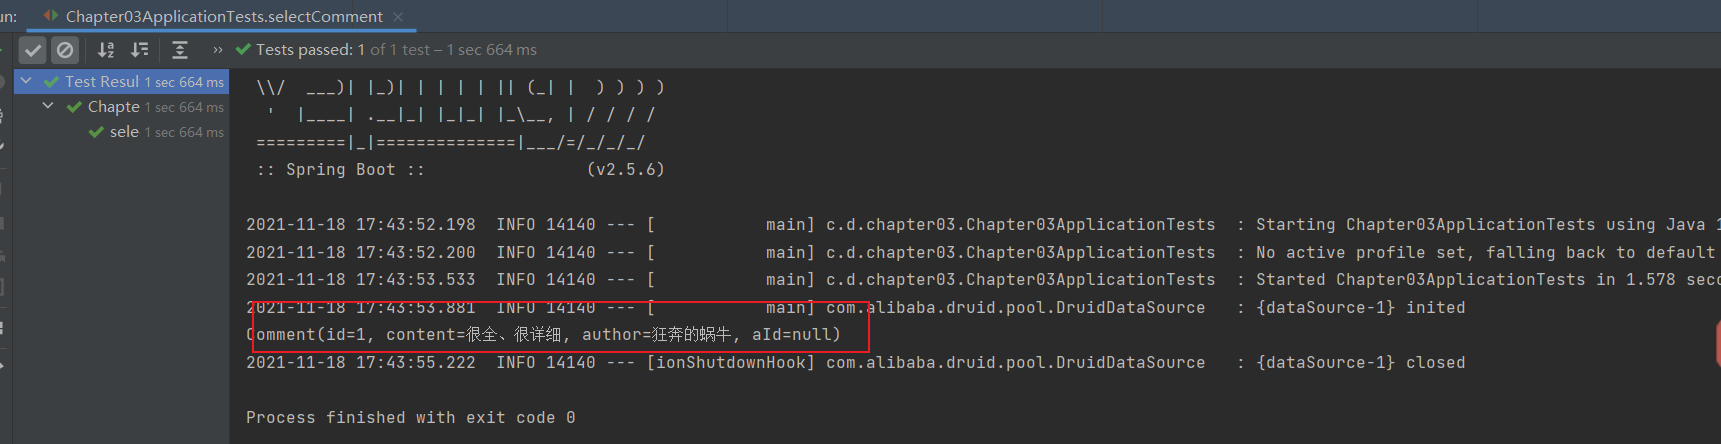 un:
Chapter03ApplicationTests.selectComment
Tests passed: 1 of 1 test – 1 sec 664 ms
Test Resul 1 sec 664 ms
Chapte 1 sec 664 ms
sele 1 sec 664 ms
\\/  ___)| |_)| | | | | || (_| |  ) ) ) )
'  |____| .__|_| |_|_| |_\__, | / / / /
=========|_|==============|___/=/_/_/_/
:: Spring Boot ::                (v2.5.6)
2021-11-18 17:43:52.198  INFO 14140 --- [           main] c.d.chapter03.Chapter03ApplicationTests  : Starting Chapter03ApplicationTests using Java 1
2021-11-18 17:43:52.200  INFO 14140 --- [           main] c.d.chapter03.Chapter03ApplicationTests  : No active profile set, falling back to default
2021-11-18 17:43:53.533  INFO 14140 --- [           main] c.d.chapter03.Chapter03ApplicationTests  : Started Chapter03ApplicationTests in 1.578 seco
2021-11-18 17:43:53.881  INFO 14140 --- [           main] com.alibaba.druid.pool.DruidDataSource   : {dataSource-1} inited
Comment(id=1, content=很全、很详细, author=狂奔的蜗牛, aId=null)
2021-11-18 17:43:55.222  INFO 14140 --- [ionShutdownHook] com.alibaba.druid.pool.DruidDataSource   : {dataSource-1} closed
Process finished with exit code 0